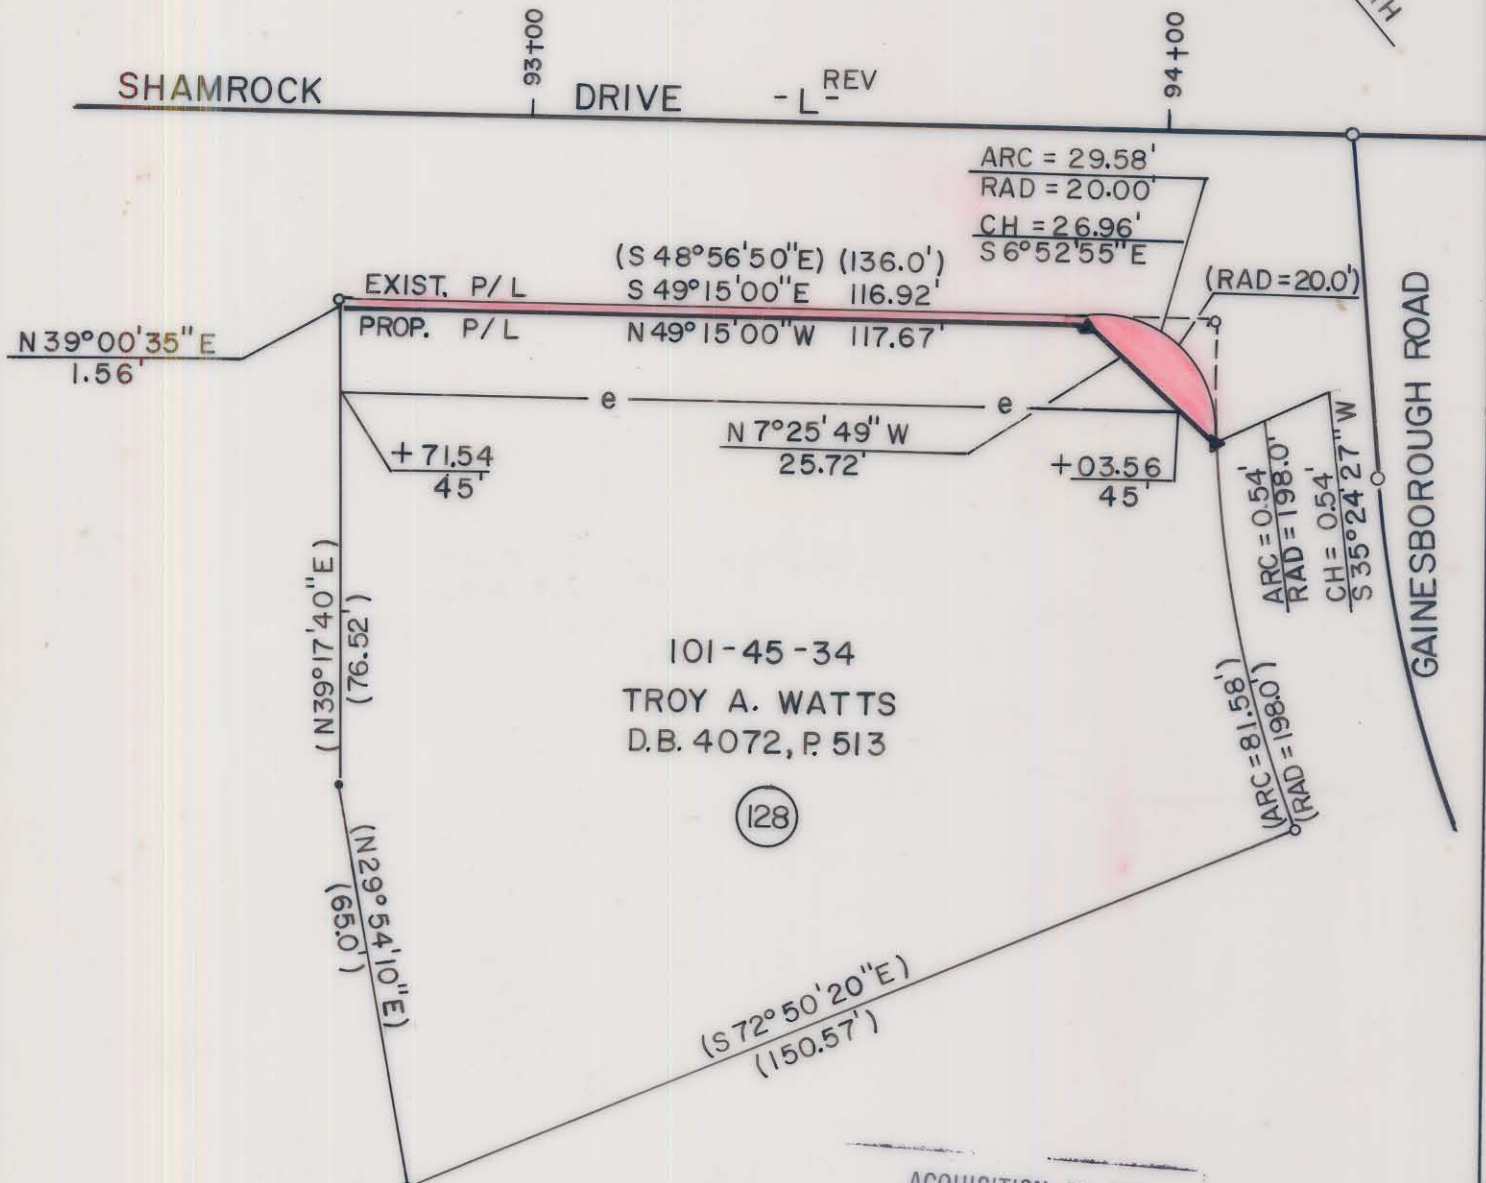 93+00
94+00
SHAMROCK DRIVE -L- REV
ARC = 29.58'
RAD = 20.00'
CH = 26.96'
S 6°52'55"E
(S 48°56'50"E) (136.0')
(RAD=20.0')
EXIST. P/L S 49°15'00"E 116.92'
PROP. P/L N 49°15'00"W 117.67'
N 39°00'35"E
1.56'
e e
N 7°25'49"W
25.72'
+71.54
45'
+03.56
45'
ARC = 0.54'
RAD = 198.0'
CH = 0.54'
S 35°24'27"W
GAINESBOROUGH ROAD
(N39°17'40"E)
(76.52')
101-45-34
TROY A. WATTS
D.B. 4072, P. 513
128
(ARC=81.58')
(RAD=198.0')
(N29°54'10"E)
(65.0')
(S 72°50'20"E)
(150.57')
ACQUISITION